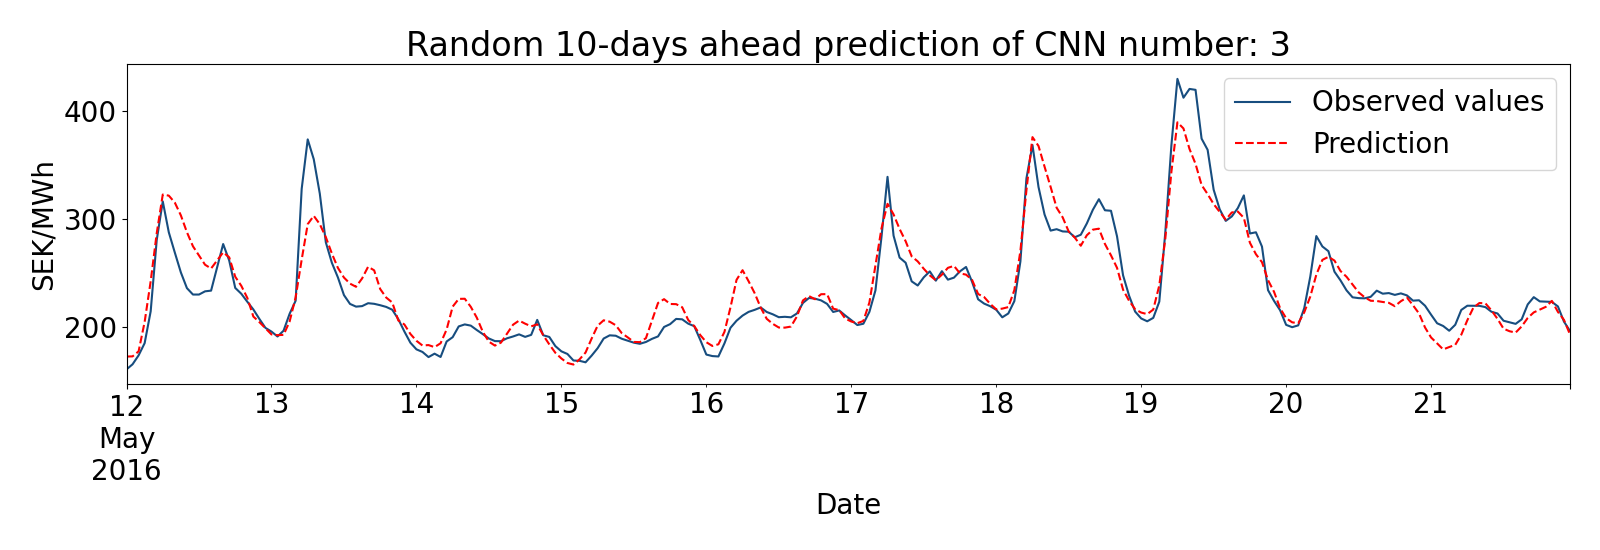 Random 10-days ahead prediction of CNN number: 3
SEK/MWh
400
300
200
Observed values
Prediction
12 13 14 15 16 17 18 19 20 21
May
2016
Date